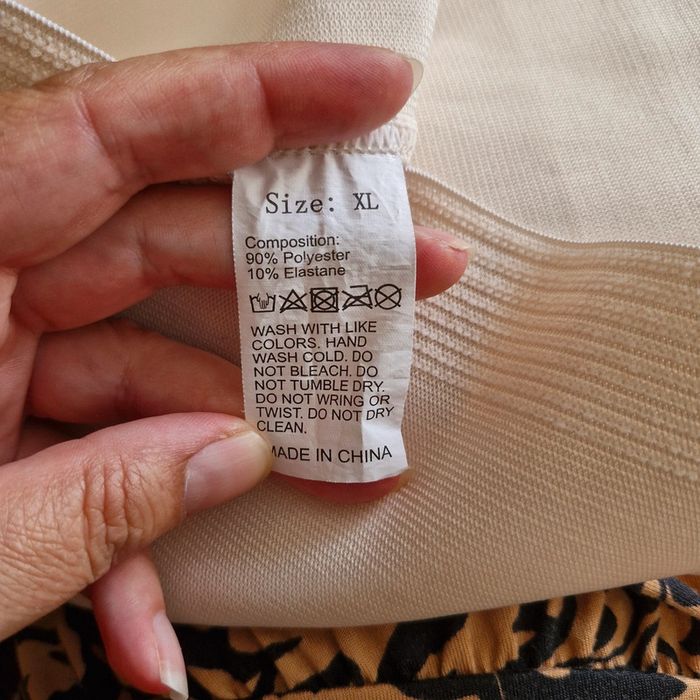 Size: XL
Composition:
90% Polyester
10% Elastane
WASH WITH LIKE
COLORS. HAND
WASH COLD. DO
NOT BLEACH. DO
NOT TUMBLE DRY.
DO NOT WRING OR
TWIST. DO NOT DRY
CLEAN.
MADE IN CHINA